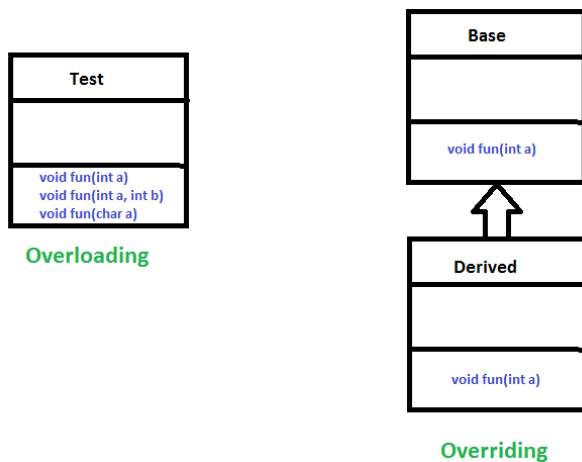 Test
void fun(int a)
void fun(int a, int b)
void fun(char a)
Overloading
Base
void fun(int a)
Derived
void fun(int a)
Overriding